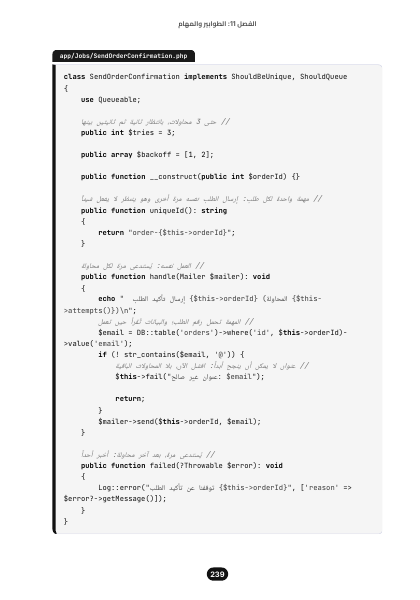 الفصل 11: الطوابير والمهام
app/Jobs/SendOrderConfirmation.php
class SendOrderConfirmation implements ShouldBeUnique, ShouldQueue
{
use Queueable;
// حتى 3 محاولات، بانتظار ثانية ثم ثانيتين بينها
public int $tries = 3;
public array $backoff = [1, 2];
public function __construct(public int $orderId) {}
// مهمة واحدة لكل طلب: إرسال الطلب نفسه مرة أخرى وهو ينتظر لا يفعل شيئاً
public function uniqueId(): string
{
return "order-{$this->orderId}";
}
// العمل نفسه: يُستدعى مرة لكل محاولة
public function handle(Mailer $mailer): void
{
echo " إرسال تأكيد الطلب {$this->orderId} (المحاولة {$this-
>attempts()})\n";
// المهمة تحمل رقم الطلب؛ والبيانات تُقرأ حين تعمل
$email = DB::table('orders')->where('id', $this->orderId)-
>value('email');
if (! str_contains($email, '@')) {
// عنوان لا يمكن أن ينجح أبداً: افشل الآن، بلا المحاولات الباقية
$this->fail("عنوان غير صالح: $email");
return;
}
$mailer->send($this->orderId, $email);
}
// يُستدعى مرة، بعد آخر محاولة: أخبر أحداً
public function failed(?Throwable $error): void
{
Log::error("توقفنا عن تأكيد الطلب {$this->orderId}", ['reason' =>
$error?->getMessage()]);
}
}
239